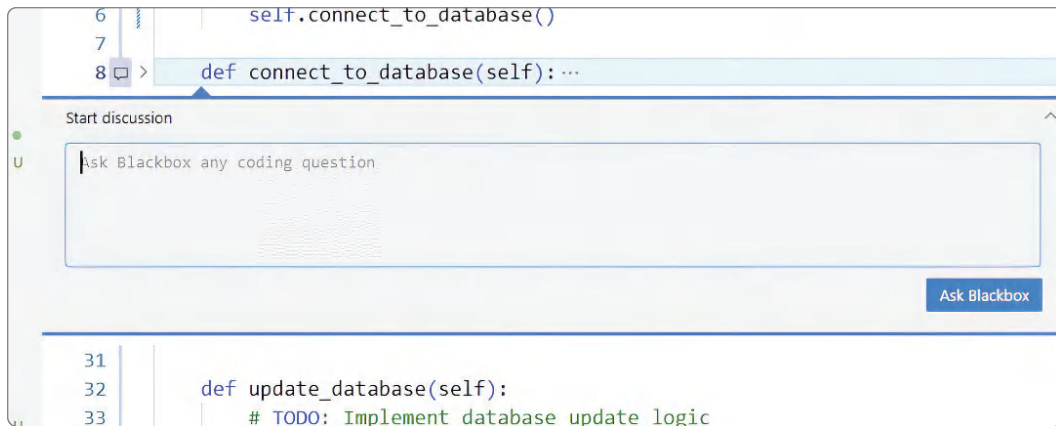 6 self.connect_to_database()
7
8 > def connect_to_database(self): ⋯
Start discussion
U
Ask Blackbox any coding question
Ask Blackbox
31
32 def update_database(self):
33 # TODO: Implement database update logic
U